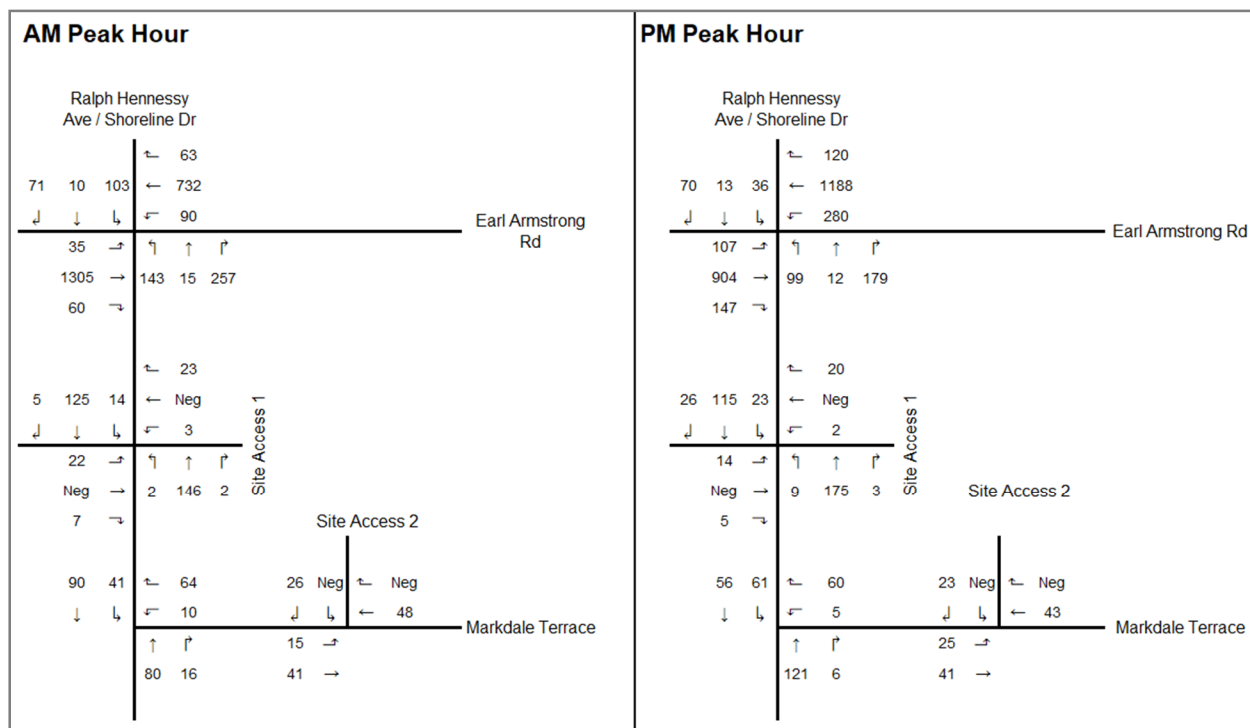 AM Peak Hour
Ralph Hennessy
Ave / Shoreline Dr
↖ 63
71 10 103 ← 732
↲ ↓ ↳ ↙ 90
Earl Armstrong
Rd
35 ↗ ↰ ↑ ↱
1305 → 143 15 257
60 ↘
↖ 23
5 125 14 ← Neg
↲ ↓ ↳ ↙ 3
Site Access 1
22 ↗ ↰ ↑ ↱
Neg → 2 146 2
7 ↘
Site Access 2
90 41 ↖ 64 26 Neg ↖ Neg
↓ ↳ ↙ 10 ↲ ↳ ← 48
Markdale Terrace
↑ ↱ 15 ↗
80 16 41 →
PM Peak Hour
Ralph Hennessy
Ave / Shoreline Dr
↖ 120
70 13 36 ← 1188
↲ ↓ ↳ ↙ 280
Earl Armstrong Rd
107 ↗ ↰ ↑ ↱
904 → 99 12 179
147 ↘
↖ 20
26 115 23 ← Neg
↲ ↓ ↳ ↙ 2
Site Access 1
14 ↗ ↰ ↑ ↱
Neg → 9 175 3
5 ↘
Site Access 2
56 61 ↖ 60 23 Neg ↖ Neg
↓ ↳ ↙ 5 ↲ ↳ ← 43
Markdale Terrace
↑ ↱ 25 ↗
121 6 41 →